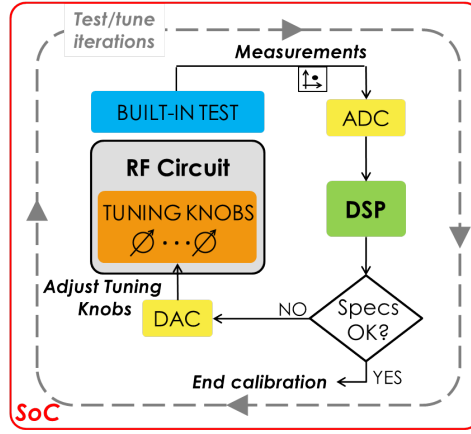 Test/tune
iterations
Measurements
BUILT-IN TEST
ADC
RF Circuit
TUNING KNOBS
DSP
Adjust Tuning
Knobs
DAC
NO
Specs
OK?
End calibration
YES
SoC